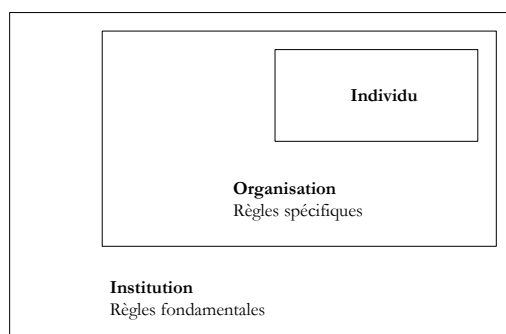 Individu
Organisation
Règles spécifiques
Institution
Règles fondamentales